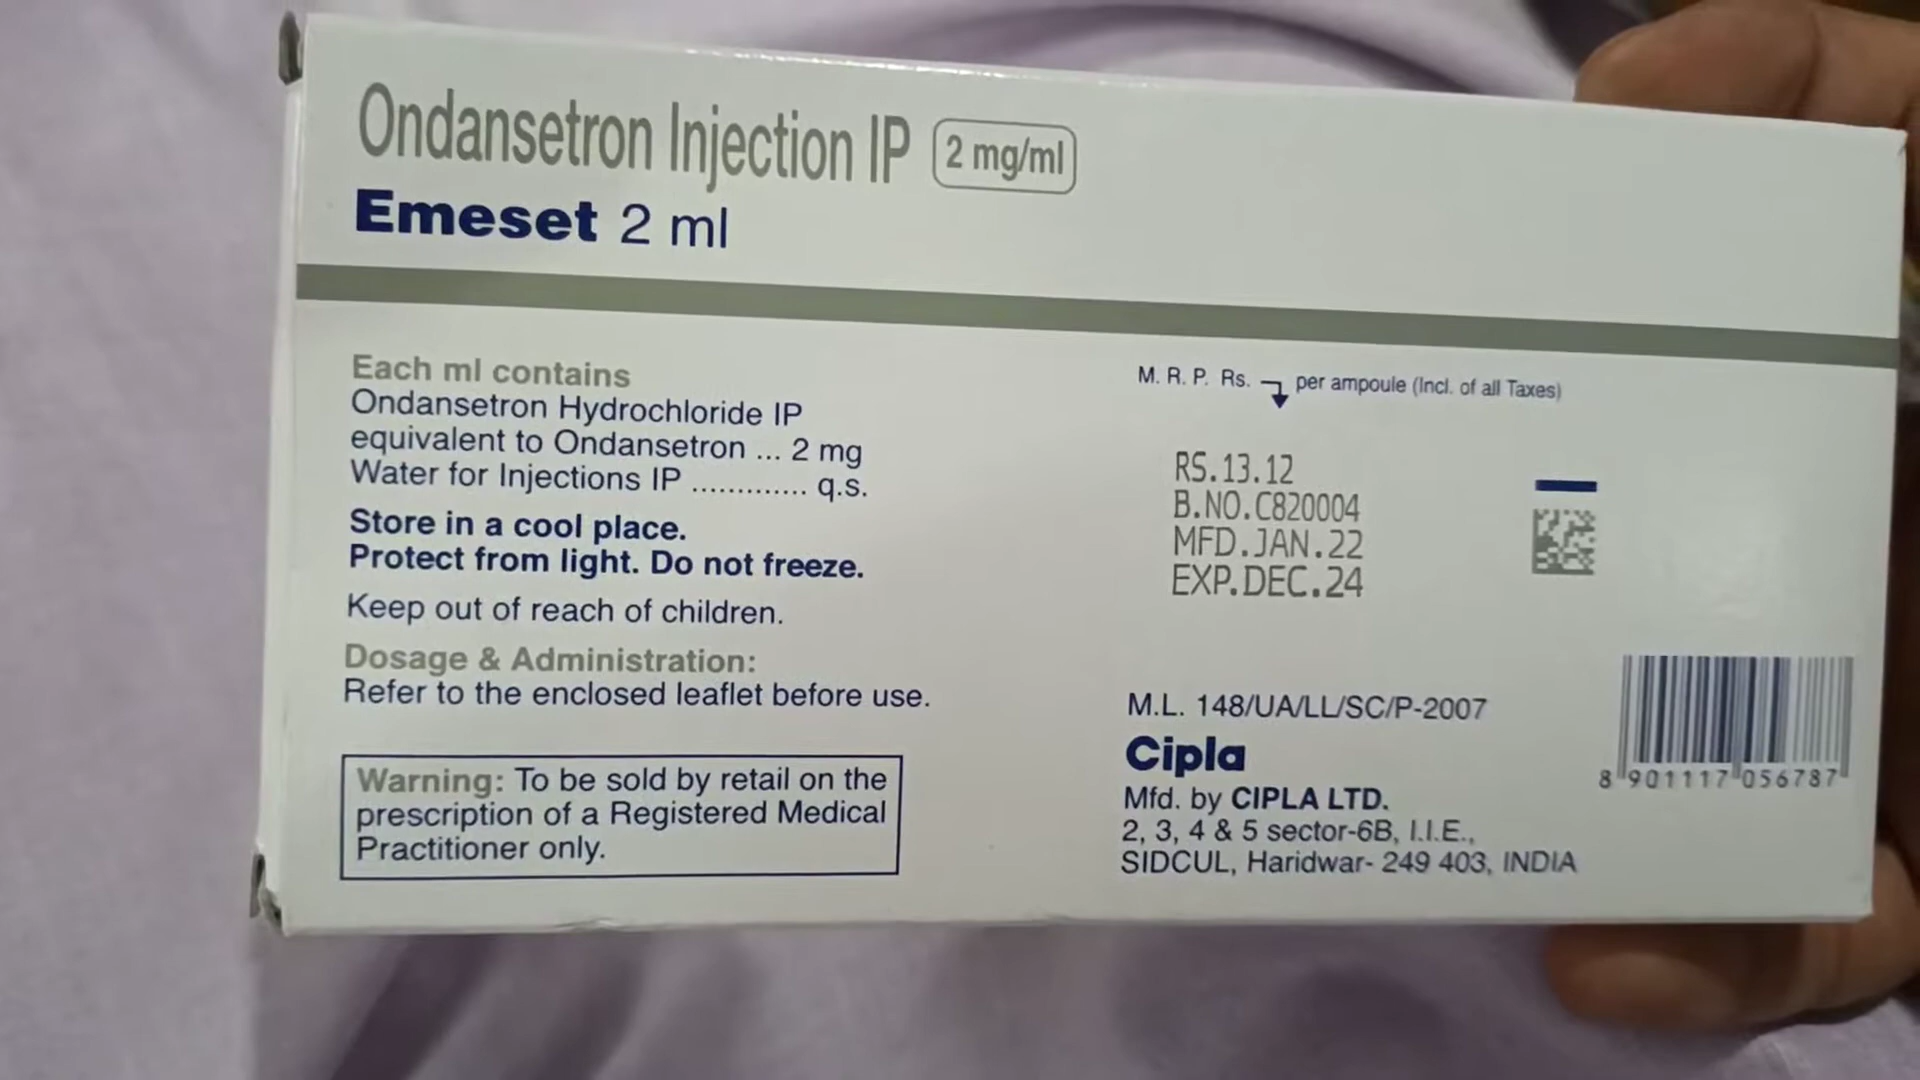 Ondansetron Injection IP 2 mg/ml
Emeset 2 ml
Each ml contains
Ondansetron Hydrochloride IP
equivalent to Ondansetron ... 2 mg
Water for Injections IP ............. q.s.
Store in a cool place.
Protect from light. Do not freeze.
Keep out of reach of children.
Dosage & Administration:
Refer to the enclosed leaflet before use.
Warning: To be sold by retail on the
prescription of a Registered Medical
Practitioner only.
M. R. P. Rs. per ampoule (Incl. of all Taxes)
RS.13.12
B.NO.C820004
MFD.JAN.22
EXP.DEC.24
M.L. 148/UA/LL/SC/P-2007
Cipla
Mfd. by CIPLA LTD.
2, 3, 4 & 5 sector-6B, I.I.E.,
SIDCUL, Haridwar- 249 403, INDIA
8 901117 056787